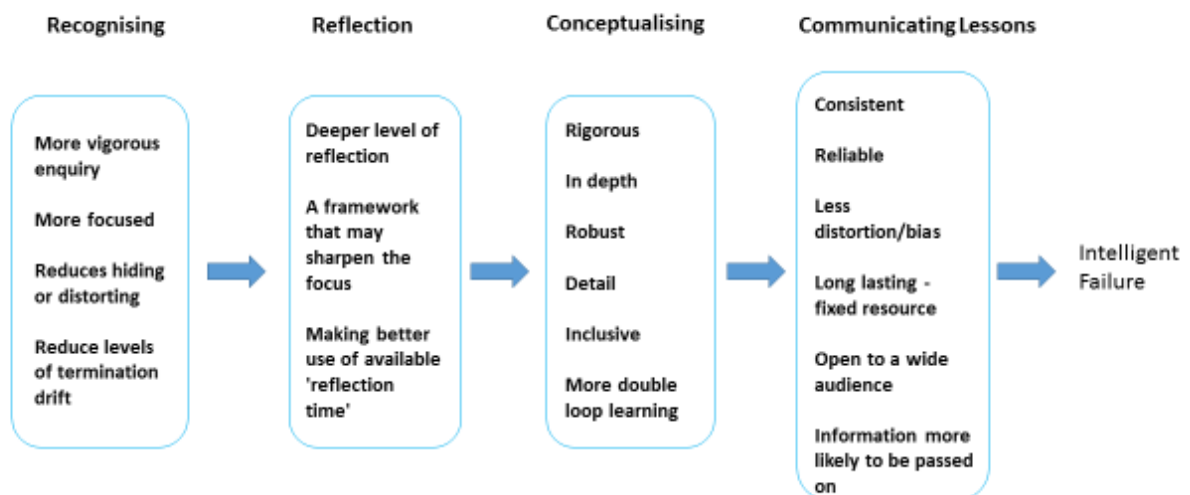 Recognising
Reflection
Conceptualising
Communicating Lessons
More vigorous
enquiry
More focused
Reduces hiding
or distorting
Reduce levels
of termination
drift
Deeper level of
reflection
A framework
that may
sharpen the
focus
Making better
use of available
'reflection
time'
Rigorous
In depth
Robust
Detail
Inclusive
More double
loop learning
Consistent
Reliable
Less
distortion/bias
Long lasting -
fixed resource
Open to a wide
audience
Information more
likely to be passed
on
Intelligent
Failure